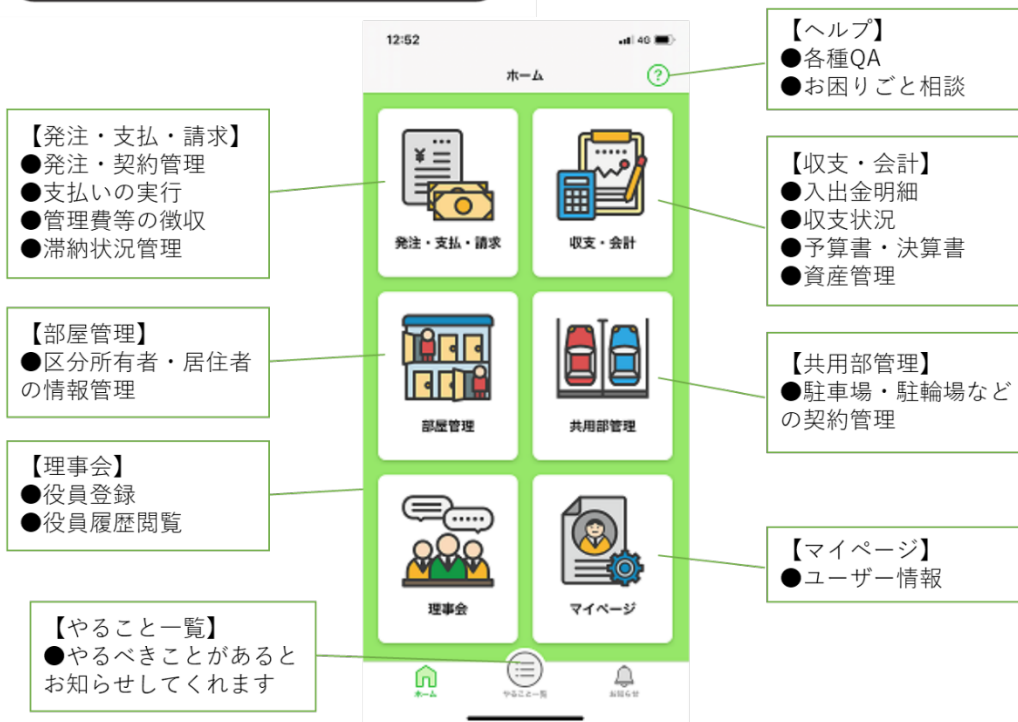 【ヘルプ】
●各種QA
●お困りごと相談
12:52
4G
ホーム
?
【発注・支払・請求】
●発注・契約管理
●支払いの実行
●管理費等の徴収
●滞納状況管理
¥
発注・支払・請求
収支・会計
【収支・会計】
●入出金明細
●収支状況
●予算書・決算書
●資産管理
【部屋管理】
●区分所有者・居住者
の情報管理
部屋管理
共用部管理
【共用部管理】
●駐車場・駐輪場など
の契約管理
【理事会】
●役員登録
●役員履歴閲覧
理事会
マイページ
【マイページ】
●ユーザー情報
【やること一覧】
●やるべきことがあると
お知らせしてくれます
ホーム
やること一覧
お知らせ